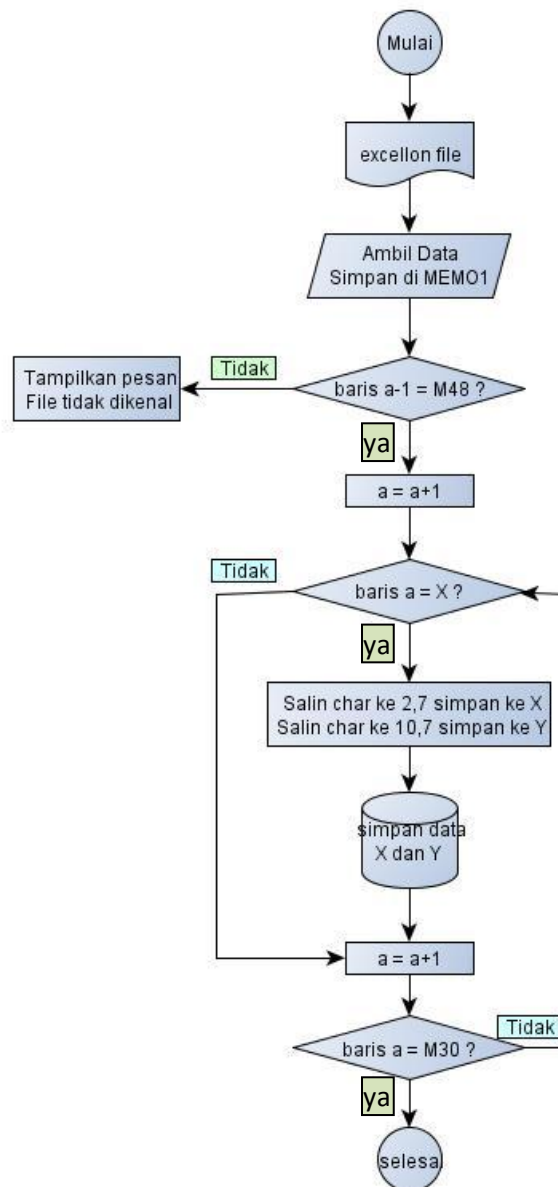 Mulai
excellon file
Ambil Data
Simpan di MEMO1
Tidak
baris a-1 = M48 ?
Tampilkan pesan
File tidak dikenal
ya
a = a+1
Tidak
baris a = X ?
ya
Salin char ke 2,7 simpan ke X
Salin char ke 10,7 simpan ke Y
simpan data
X dan Y
a = a+1
Tidak
baris a = M30 ?
ya
selesai